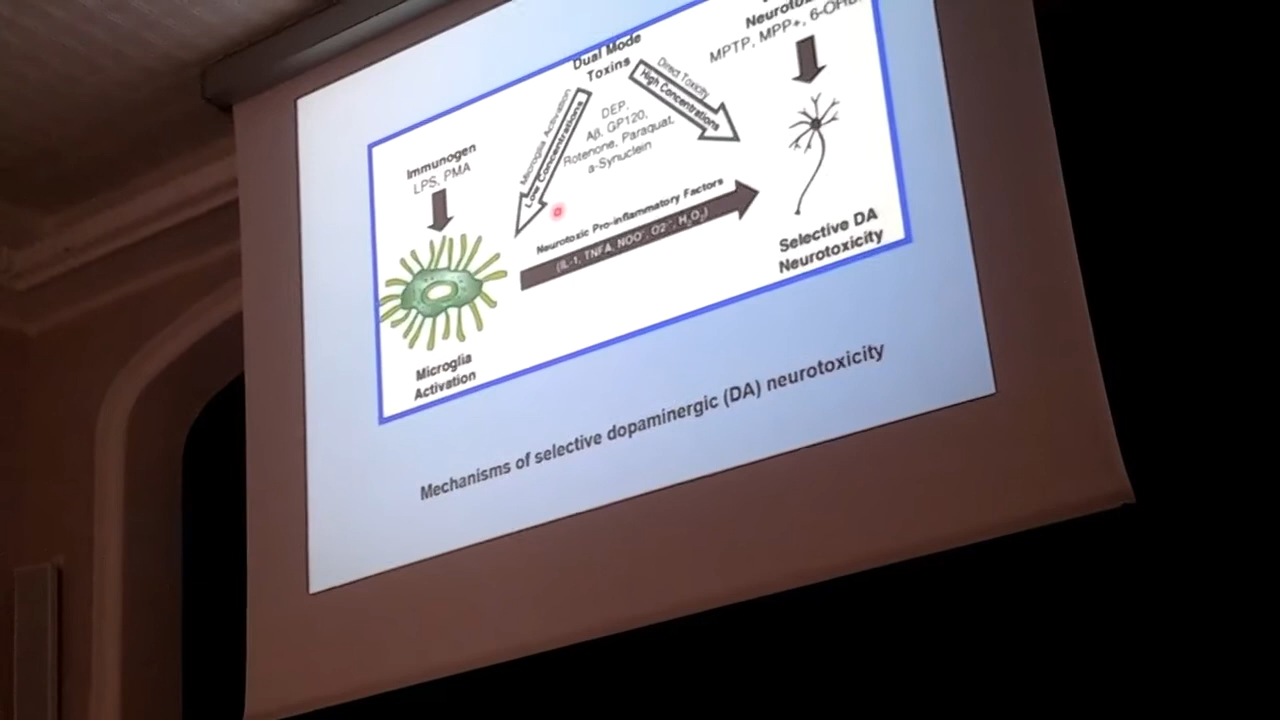 Dual Mode
Toxins
Direct Toxicity
High Concentrations
MPTP, MPP+, 6-OHD
Microglia Activation
Low Concentrations
DEP,
Aβ, GP120,
Rotenone, Paraquat,
a-Synuclein
Immunogen
LPS, PMA
Neurotoxic Pro-inflammatory Factors
(IL-1, TNFA, NOO⁻, O2⁻, H₂O₂)
Selective DA
Neurotoxicity
Microglia
Activation
Mechanisms of selective dopaminergic (DA) neurotoxicity